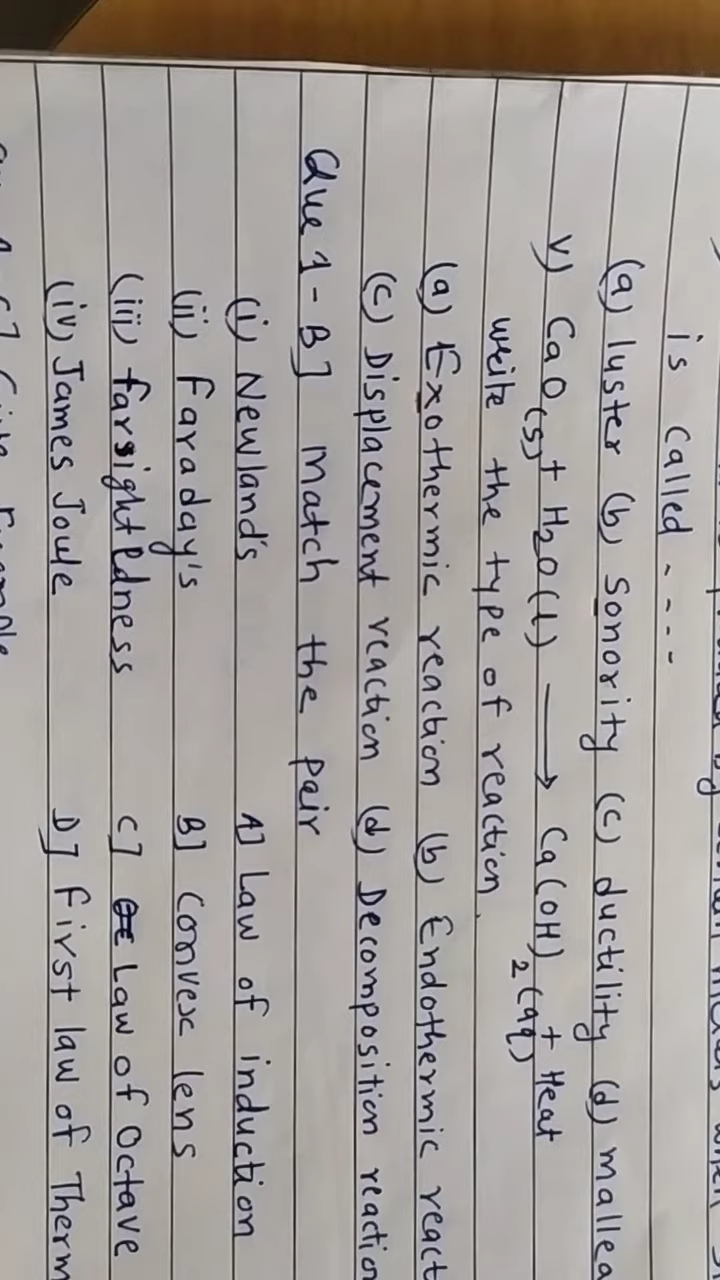 is called ----
(a) luster (b) Sonority (c) ductility (d) mallea
v) CaO(s) + H2O(l) → Ca(OH)2(aq) + Heat
write the type of reaction.
(a) Exothermic reaction (b) Endothermic react
(c) Displacement reaction (d) Decomposition reaction
Que 1 - B] match the pair
(i) Newland's A] Law of induction
(ii) Faraday's B] Convex lens
(iii) farsightedness C] Law of Octave
(iv) James Joule D] First law of Therm